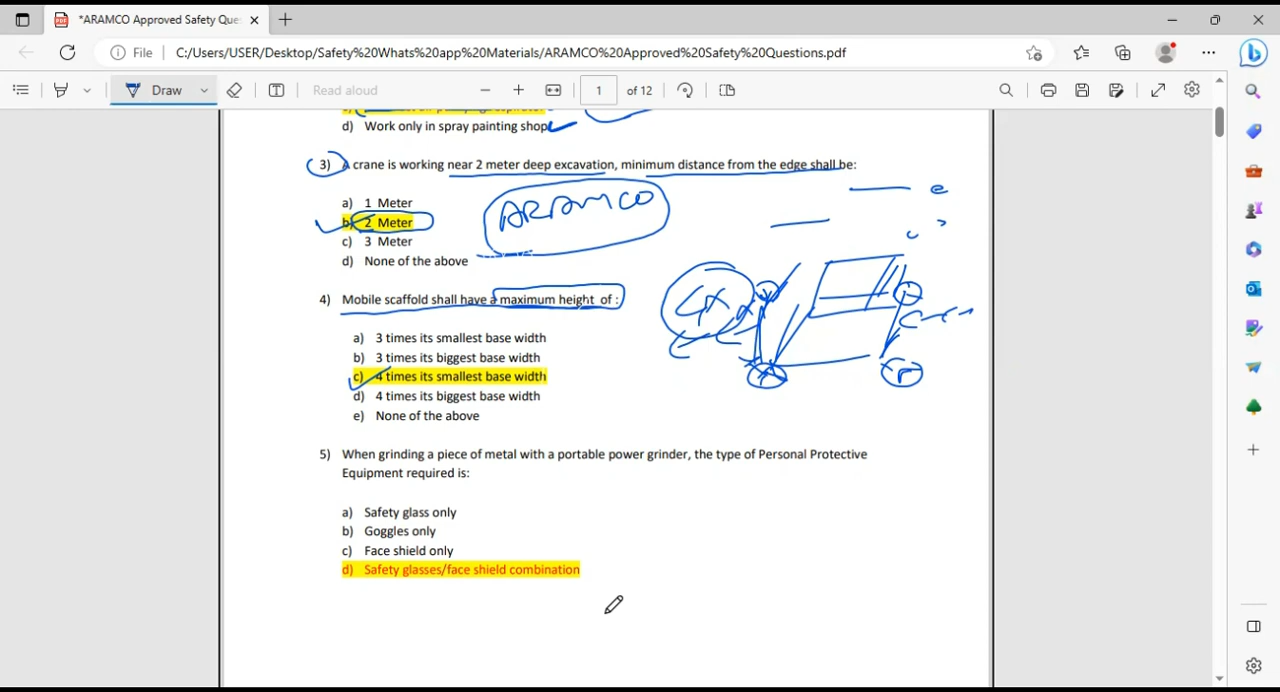 *ARAMCO Approved Safety Que
File
C:/Users/USER/Desktop/Safety%20Whats%20app%20Materials/ARAMCO%20Approved%20Safety%20Questions.pdf
Draw
Read aloud
1 of 12
d) Work only in spray painting shop
3) A crane is working near 2 meter deep excavation, minimum distance from the edge shall be:
a) 1 Meter
b) 2 Meter
c) 3 Meter
d) None of the above
ARAMCO
4) Mobile scaffold shall have a maximum height of :
a) 3 times its smallest base width
b) 3 times its biggest base width
c) 4 times its smallest base width
d) 4 times its biggest base width
e) None of the above
4x
5) When grinding a piece of metal with a portable power grinder, the type of Personal Protective
Equipment required is:
a) Safety glass only
b) Goggles only
c) Face shield only
d) Safety glasses/face shield combination